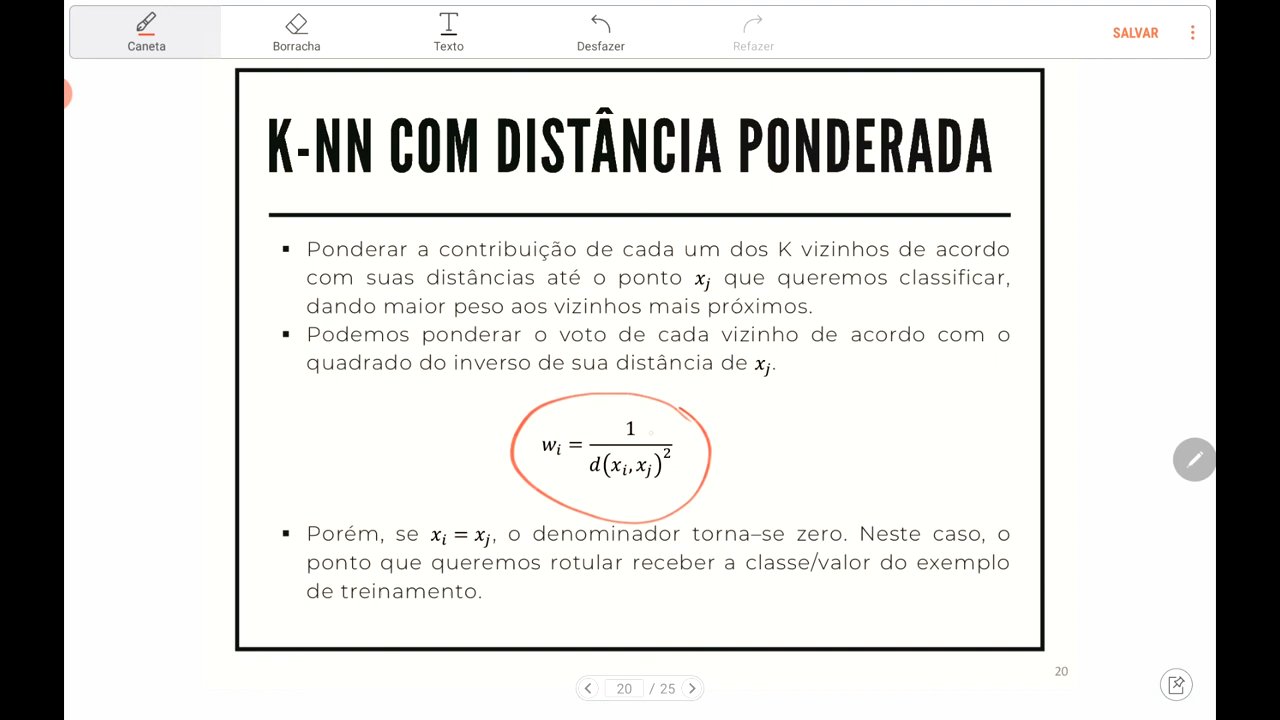 Caneta
Borracha
Texto
Desfazer
Refazer
SALVAR
K-NN COM DISTÂNCIA PONDERADA
▪ Ponderar a contribuição de cada um dos K vizinhos de acordo
com suas distâncias até o ponto xⱼ que queremos classificar,
dando maior peso aos vizinhos mais próximos.
▪ Podemos ponderar o voto de cada vizinho de acordo com o
quadrado do inverso de sua distância de xⱼ.
wᵢ = 1 / d(xᵢ, xⱼ)²
▪ Porém, se xᵢ = xⱼ, o denominador torna–se zero. Neste caso, o
ponto que queremos rotular receber a classe/valor do exemplo
de treinamento.
20
20 / 25